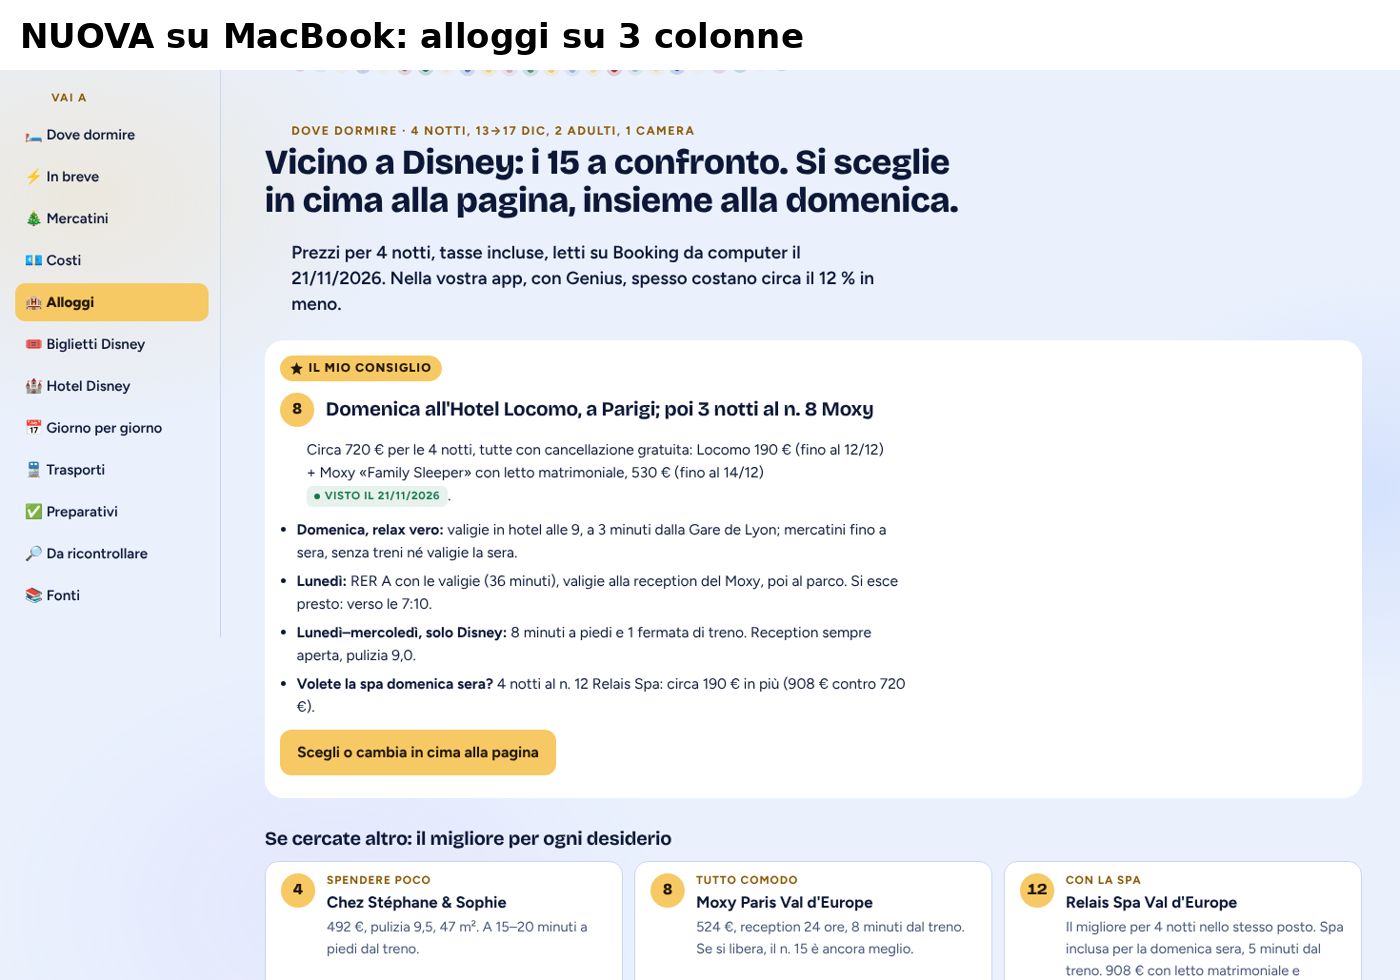 NUOVA su MacBook: alloggi su 3 colonne
VAI A
Dove dormire
In breve
Mercatini
Costi
Alloggi
Biglietti Disney
Hotel Disney
Giorno per giorno
Trasporti
Preparativi
Da ricontrollare
Fonti
DOVE DORMIRE · 4 NOTTI, 13→17 DIC, 2 ADULTI, 1 CAMERA
Vicino a Disney: i 15 a confronto. Si sceglie
in cima alla pagina, insieme alla domenica.
Prezzi per 4 notti, tasse incluse, letti su Booking da computer il
21/11/2026. Nella vostra app, con Genius, spesso costano circa il 12 % in
meno.
★ IL MIO CONSIGLIO
8 Domenica all'Hotel Locomo, a Parigi; poi 3 notti al n. 8 Moxy
Circa 720 € per le 4 notti, tutte con cancellazione gratuita: Locomo 190 € (fino al 12/12)
+ Moxy «Family Sleeper» con letto matrimoniale, 530 € (fino al 14/12)
● VISTO IL 21/11/2026 .
• Domenica, relax vero: valigie in hotel alle 9, a 3 minuti dalla Gare de Lyon; mercatini fino a
sera, senza treni né valigie la sera.
• Lunedì: RER A con le valigie (36 minuti), valigie alla reception del Moxy, poi al parco. Si esce
presto: verso le 7:10.
• Lunedì–mercoledì, solo Disney: 8 minuti a piedi e 1 fermata di treno. Reception sempre
aperta, pulizia 9,0.
• Volete la spa domenica sera? 4 notti al n. 12 Relais Spa: circa 190 € in più (908 € contro 720
€).
Scegli o cambia in cima alla pagina
Se cercate altro: il migliore per ogni desiderio
4
SPENDERE POCO
Chez Stéphane & Sophie
492 €, pulizia 9,5, 47 m². A 15–20 minuti a
piedi dal treno.
8
TUTTO COMODO
Moxy Paris Val d'Europe
524 €, reception 24 ore, 8 minuti dal treno.
Se si libera, il n. 15 è ancora meglio.
12
CON LA SPA
Relais Spa Val d'Europe
Il migliore per 4 notti nello stesso posto. Spa
inclusa per la domenica sera, 5 minuti dal
treno. 908 € con letto matrimoniale e